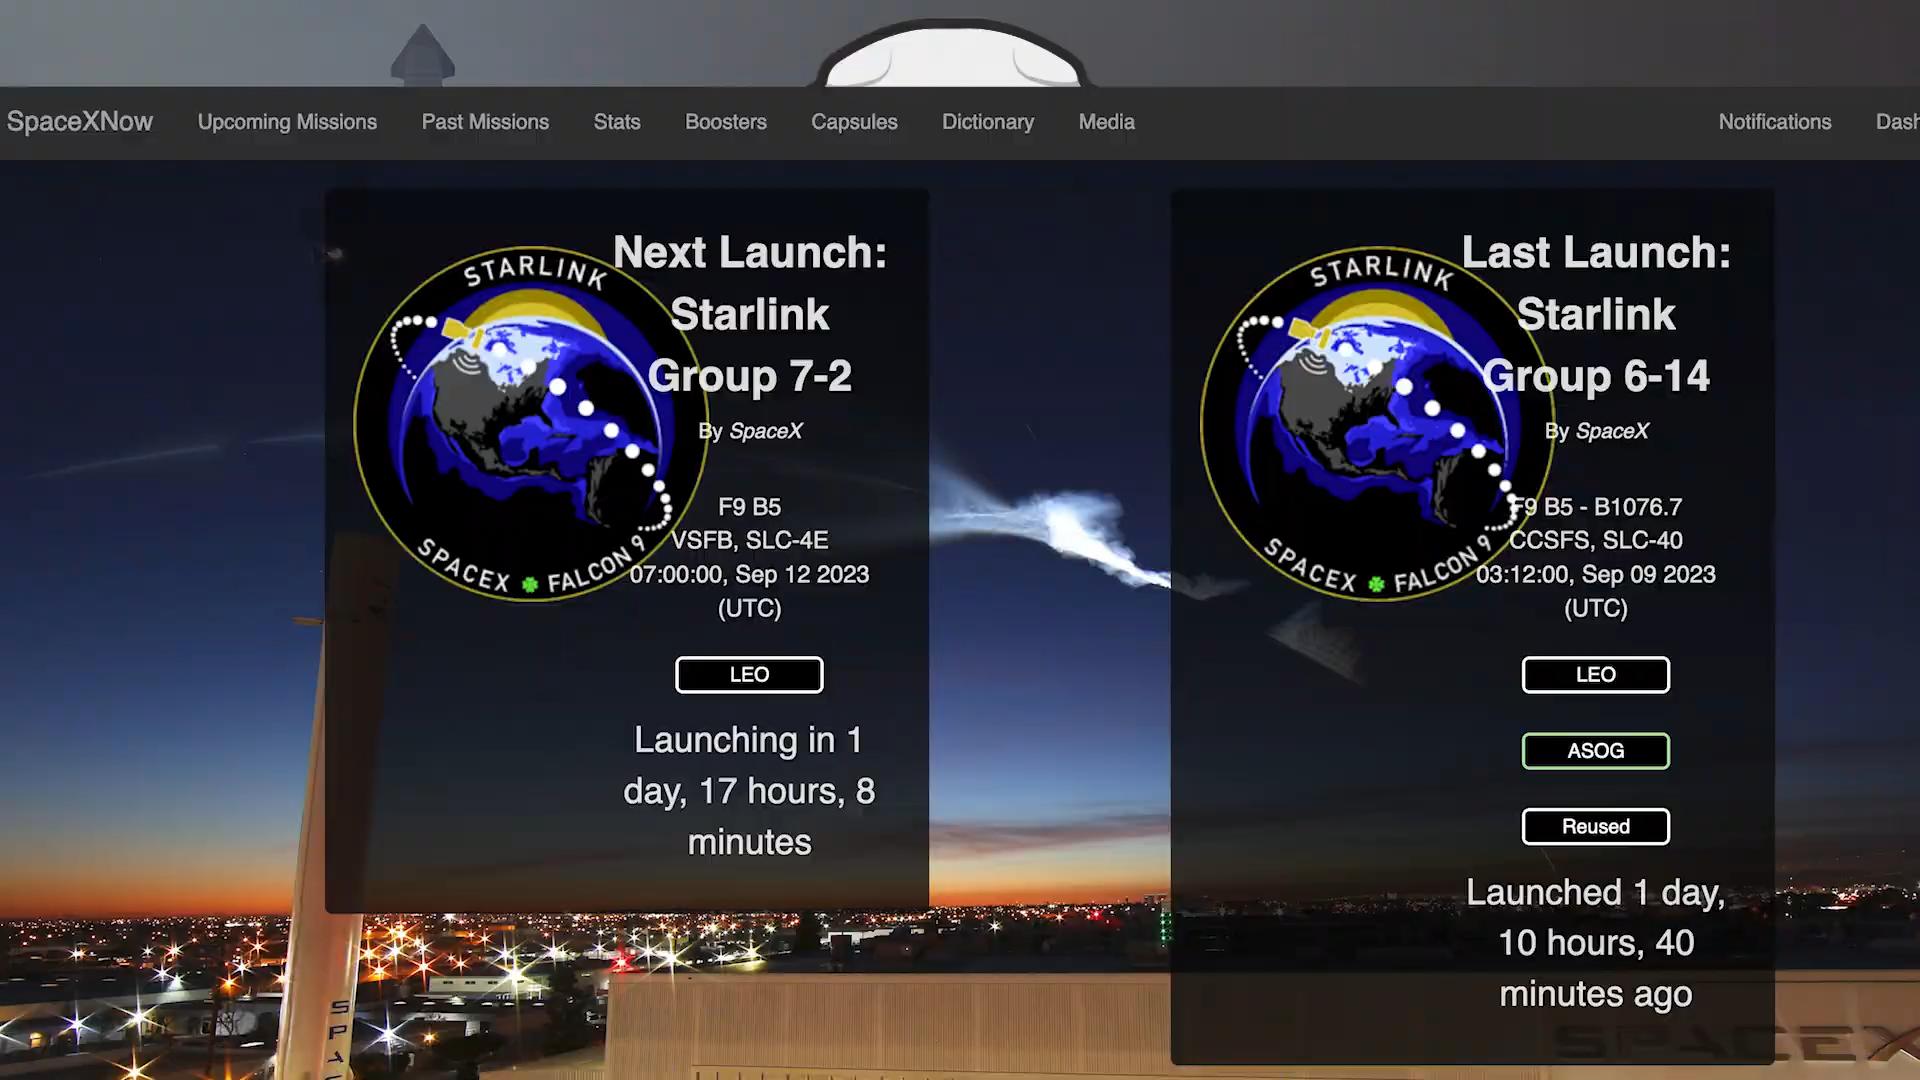 SpaceXNow Upcoming Missions Past Missions Stats Boosters Capsules Dictionary Media Notifications
STARLINK
SPACEX FALCON 9
Next Launch:
Starlink
Group 7-2
By SpaceX
F9 B5
VSFB, SLC-4E
07:00:00, Sep 12 2023
(UTC)
LEO
Launching in 1
day, 17 hours, 8
minutes
STARLINK
SPACEX FALCON 9
Last Launch:
Starlink
Group 6-14
By SpaceX
F9 B5 - B1076.7
CCSFS, SLC-40
03:12:00, Sep 09 2023
(UTC)
LEO
ASOG
Reused
Launched 1 day,
10 hours, 40
minutes ago
SPACEX